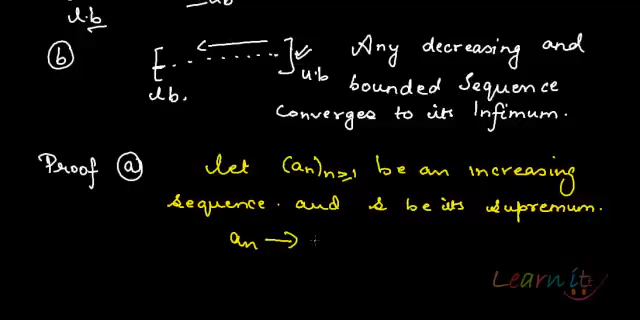 l.b u.b
(b) [ ] Any decreasing and
l.b. u.b bounded Sequence
Converges to its Infimum.
Proof (a) let (an)n≥1 be an increasing
sequence. and s be its supremum.
an →
Learnit